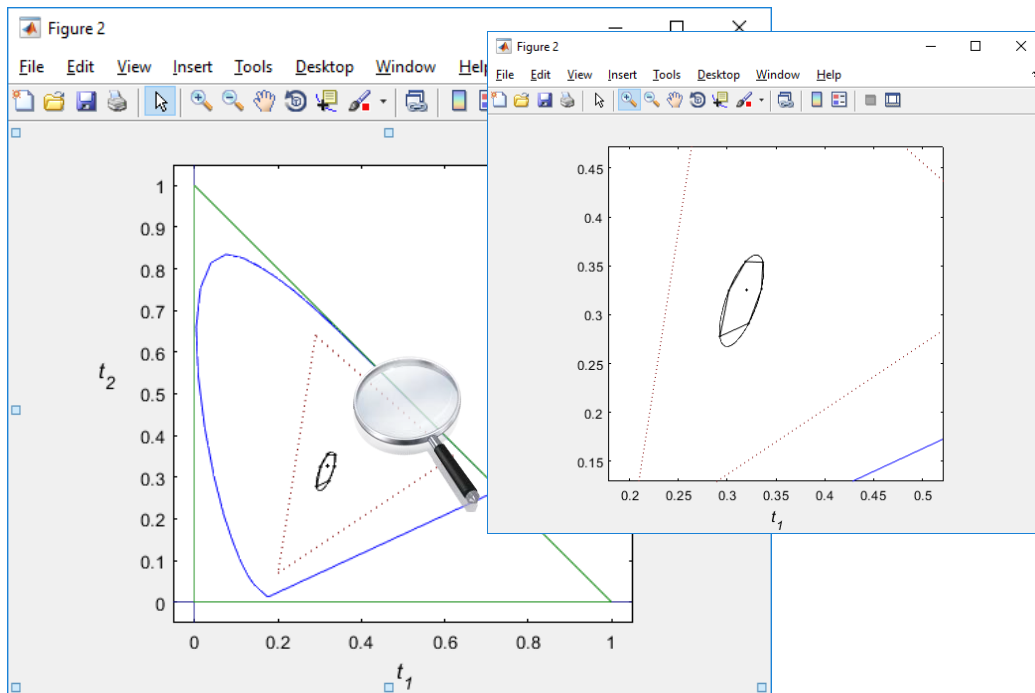 Figure 2
File Edit View Insert Tools Desktop Window Help
1
0.9
0.8
0.7
0.6
0.5
0.4
0.3
0.2
0.1
0
t2
0 0.2 0.4 0.6 0.8 1
t1
Figure 2
File Edit View Insert Tools Desktop Window Help
0.45
0.4
0.35
0.3
0.25
0.2
0.15
0.2 0.25 0.3 0.35 0.4 0.45 0.5
t1